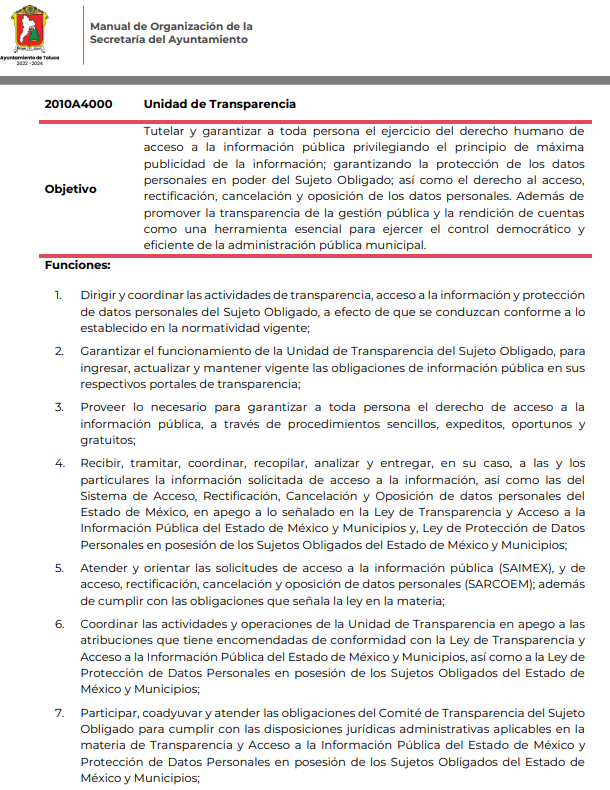 Manual de Organización de la
Secretaría del Ayuntamiento
Ayuntamiento de Toluca
2022 - 2024
2010A4000 Unidad de Transparencia
Objetivo
Tutelar y garantizar a toda persona el ejercicio del derecho humano de
acceso a la información pública privilegiando el principio de máxima
publicidad de la información; garantizando la protección de los datos
personales en poder del Sujeto Obligado; así como el derecho al acceso,
rectificación, cancelación y oposición de los datos personales. Además de
promover la transparencia de la gestión pública y la rendición de cuentas
como una herramienta esencial para ejercer el control democrático y
eficiente de la administración pública municipal.
Funciones:
1. Dirigir y coordinar las actividades de transparencia, acceso a la información y protección
de datos personales del Sujeto Obligado, a efecto de que se conduzcan conforme a lo
establecido en la normatividad vigente;
2. Garantizar el funcionamiento de la Unidad de Transparencia del Sujeto Obligado, para
ingresar, actualizar y mantener vigente las obligaciones de información pública en sus
respectivos portales de transparencia;
3. Proveer lo necesario para garantizar a toda persona el derecho de acceso a la
información pública, a través de procedimientos sencillos, expeditos, oportunos y
gratuitos;
4. Recibir, tramitar, coordinar, recopilar, analizar y entregar, en su caso, a las y los
particulares la información solicitada de acceso a la información, así como las del
Sistema de Acceso, Rectificación, Cancelación y Oposición de datos personales del
Estado de México, en apego a lo señalado en la Ley de Transparencia y Acceso a la
Información Pública del Estado de México y Municipios y, Ley de Protección de Datos
Personales en posesión de los Sujetos Obligados del Estado de México y Municipios;
5. Atender y orientar las solicitudes de acceso a la información pública (SAIMEX), y de
acceso, rectificación, cancelación y oposición de datos personales (SARCOEM); además
de cumplir con las obligaciones que señala la ley en la materia;
6. Coordinar las actividades y operaciones de la Unidad de Transparencia en apego a las
atribuciones que tiene encomendadas de conformidad con la Ley de Transparencia y
Acceso a la Información Pública del Estado de México y Municipios, así como a la Ley de
Protección de Datos Personales en posesión de los Sujetos Obligados del Estado de
México y Municipios;
7. Participar, coadyuvar y atender las obligaciones del Comité de Transparencia del Sujeto
Obligado para cumplir con las disposiciones jurídicas administrativas aplicables en la
materia de Transparencia y Acceso a la Información Pública del Estado de México y
Protección de Datos Personales en posesión de los Sujetos Obligados del Estado de
México y Municipios;